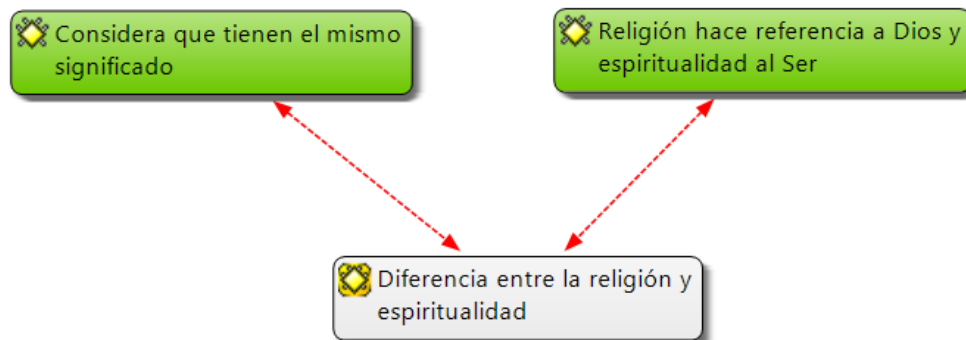 Considera que tienen el mismo
significado
Religión hace referencia a Dios y
espiritualidad al Ser
Diferencia entre la religión y
espiritualidad